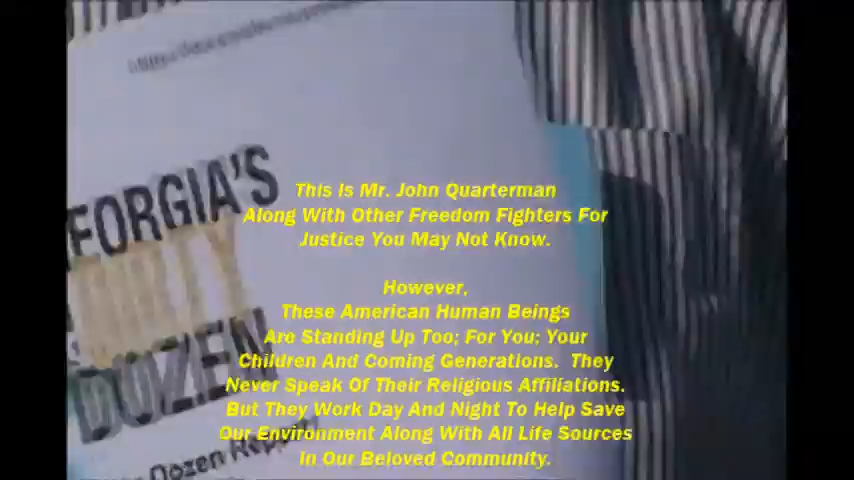 GEORGIA'S
DIRTY
DOZEN
Dozen Report
This Is Mr. John Quarterman
Along With Other Freedom Fighters For
Justice You May Not Know.
However,
These American Human Beings
Are Standing Up Too; For You; Your
Children And Coming Generations. They
Never Speak Of Their Religious Affiliations.
But They Work Day And Night To Help Save
Our Environment Along With All Life Sources
In Our Beloved Community.